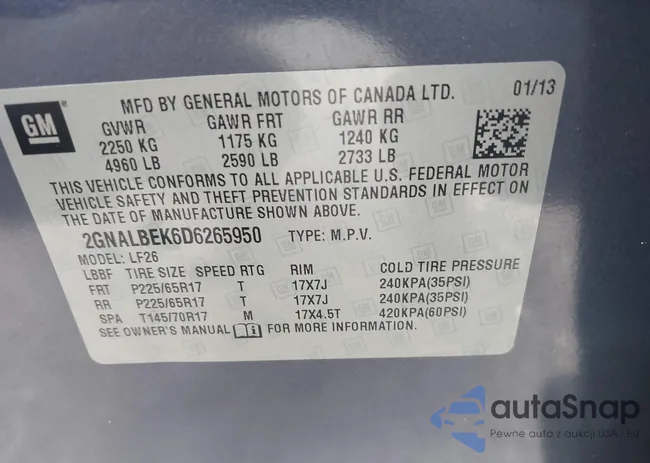 GM
MFD BY GENERAL MOTORS OF CANADA LTD. 01/13
GVWR GAWR FRT GAWR RR
2250 KG 1175 KG 1240 KG
4960 LB 2590 LB 2733 LB
THIS VEHICLE CONFORMS TO ALL APPLICABLE U.S. FEDERAL MOTOR
VEHICLE SAFETY AND THEFT PREVENTION STANDARDS IN EFFECT ON
THE DATE OF MANUFACTURE SHOWN ABOVE.
2GNALBEK6D6265950 TYPE: M.P.V.
MODEL: LF26
LBBF TIRE SIZE SPEED RTG RIM COLD TIRE PRESSURE
FRT P225/65R17 T 17X7J 240KPA(35PSI)
RR P225/65R17 T 17X7J 240KPA(35PSI)
SPA T145/70R17 M 17X4.5T 420KPA(60PSI)
SEE OWNER'S MANUAL FOR MORE INFORMATION.
autaSnap
Pewne auta z aukcji USA - EU